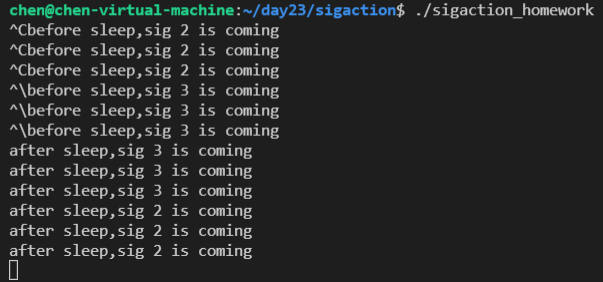 chen@chen-virtual-machine:~/day23/sigaction$ ./sigaction_homework
^Cbefore sleep,sig 2 is coming
^Cbefore sleep,sig 2 is coming
^Cbefore sleep,sig 2 is coming
^\before sleep,sig 3 is coming
^\before sleep,sig 3 is coming
^\before sleep,sig 3 is coming
after sleep,sig 3 is coming
after sleep,sig 3 is coming
after sleep,sig 3 is coming
after sleep,sig 2 is coming
after sleep,sig 2 is coming
after sleep,sig 2 is coming